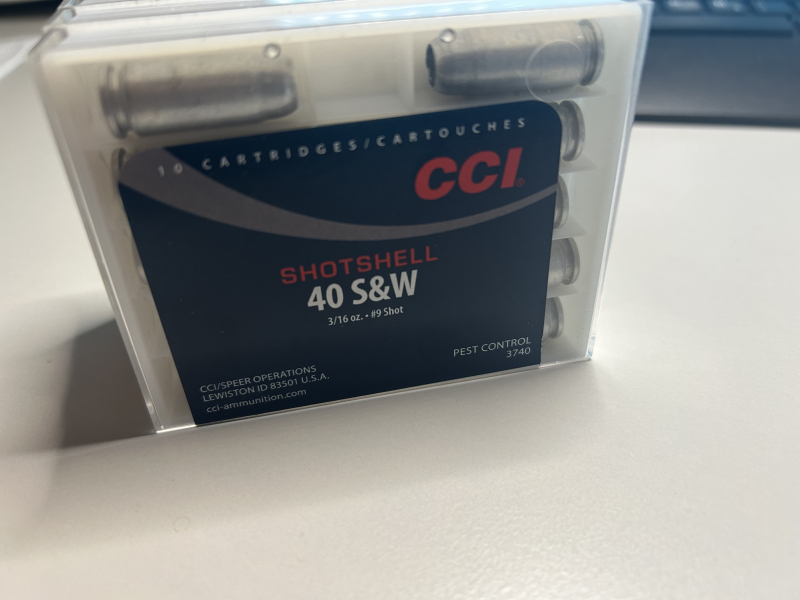 10 CARTRIDGES/CARTOUCHES
CCI®
SHOTSHELL
40 S&W
3/16 oz. • #9 Shot
PEST CONTROL
3740
CCI/SPEER OPERATIONS
LEWISTON ID 83501 U.S.A.
cci-ammunition.com